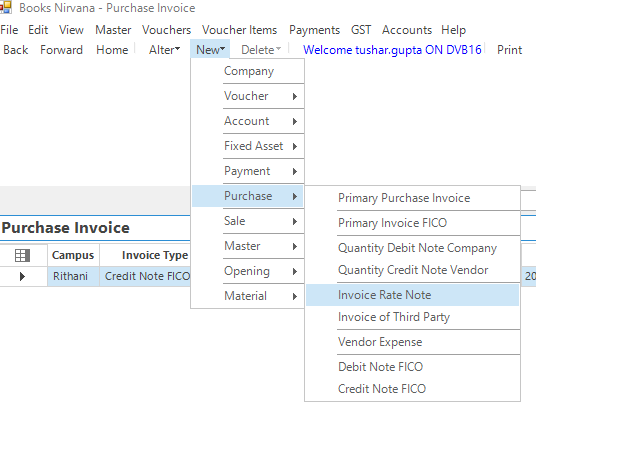 Books Nirvana - Purchase Invoice
File Edit View Master Vouchers Voucher Items Payments GST Accounts Help
Back Forward Home Alter New Delete Welcome tushar.gupta ON DVB16 Print
Company
Voucher
Account
Fixed Asset
Payment
Purchase
Sale
Master
Opening
Material
Primary Purchase Invoice
Primary Invoice FICO
Quantity Debit Note Company
Quantity Credit Note Vendor
Invoice Rate Note
Invoice of Third Party
Vendor Expense
Debit Note FICO
Credit Note FICO
Purchase Invoice
Campus Invoice Type
Rithani Credit Note FICO 20